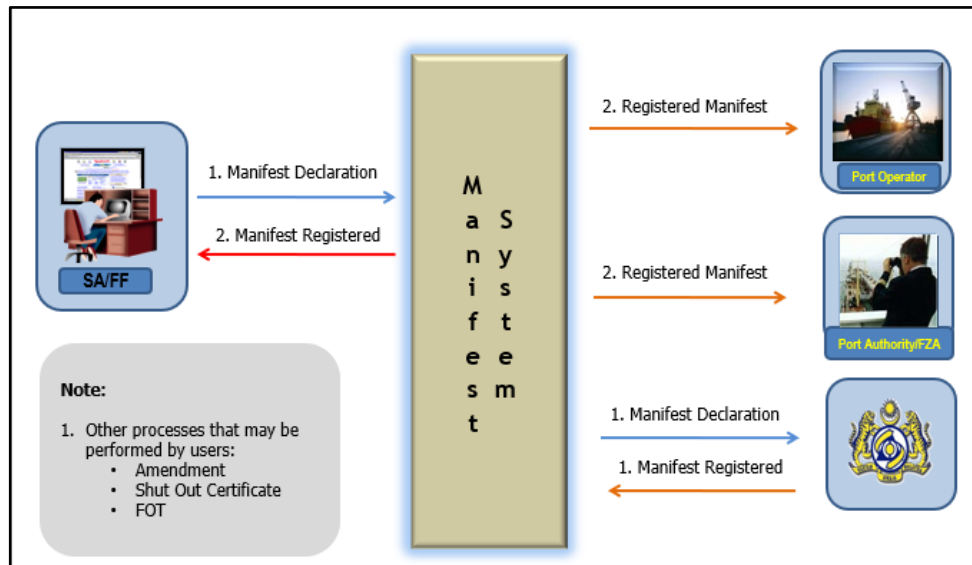 1. Manifest Declaration
2. Manifest Registered
SA/FF
Manifest
System
2. Registered Manifest
Port Operator
2. Registered Manifest
Port Authority/FZA
1. Manifest Declaration
1. Manifest Registered
Note:
1. Other processes that may be
performed by users:
• Amendment
• Shut Out Certificate
• FOT